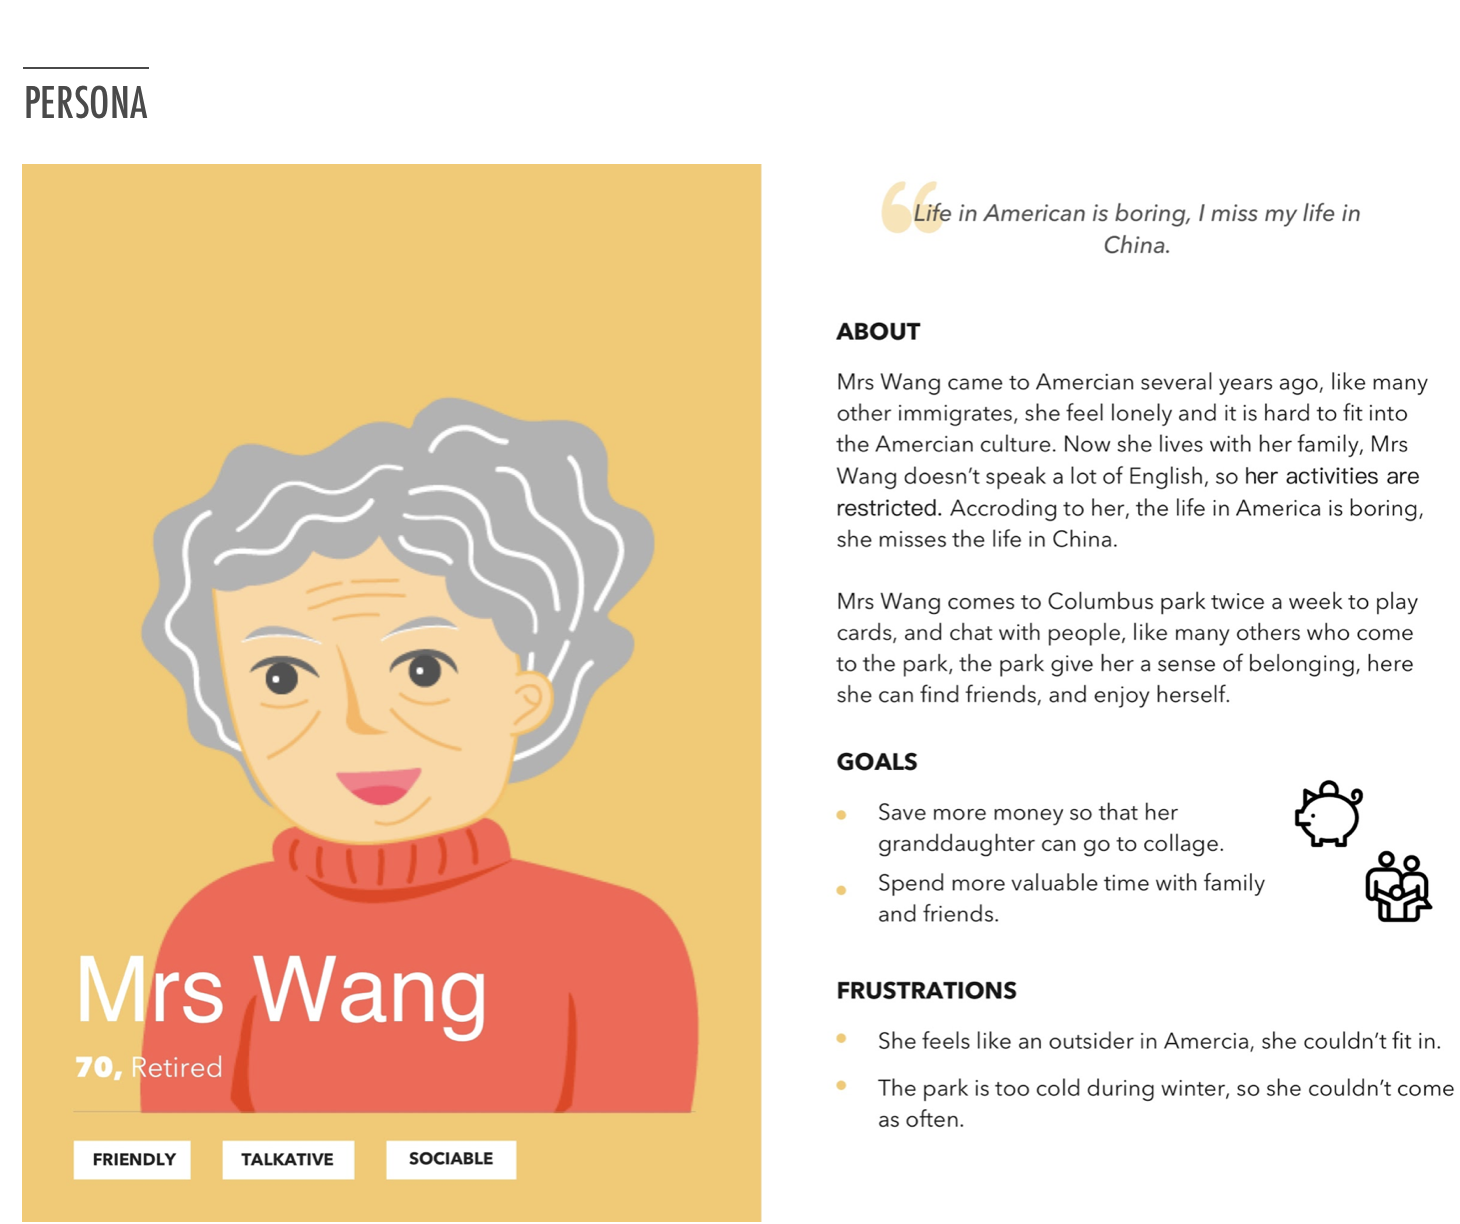 PERSONA
Mrs Wang
70, Retired
FRIENDLY TALKATIVE SOCIABLE
“Life in American is boring, I miss my life in
China.
ABOUT
Mrs Wang came to Amercian several years ago, like many
other immigrates, she feel lonely and it is hard to fit into
the Amercian culture. Now she lives with her family, Mrs
Wang doesn’t speak a lot of English, so her activities are
restricted. Accroding to her, the life in America is boring,
she misses the life in China.
Mrs Wang comes to Columbus park twice a week to play
cards, and chat with people, like many others who come
to the park, the park give her a sense of belonging, here
she can find friends, and enjoy herself.
GOALS
Save more money so that her
granddaughter can go to collage.
Spend more valuable time with family
and friends.
FRUSTRATIONS
She feels like an outsider in Amercia, she couldn’t fit in.
The park is too cold during winter, so she couldn’t come
as often.